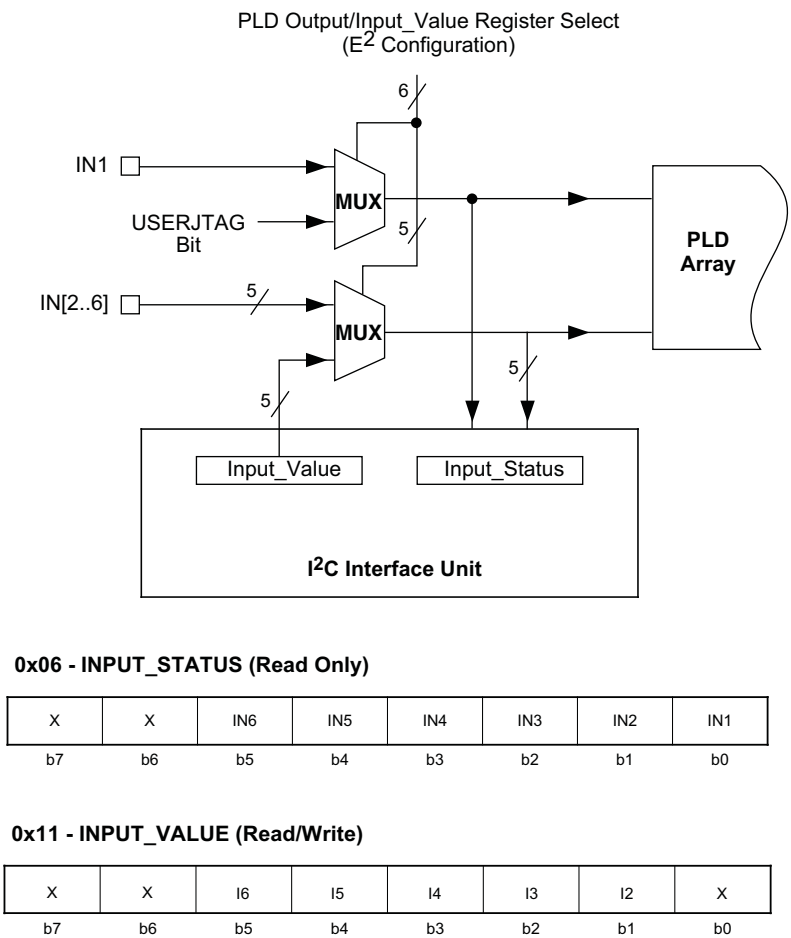 PLD Output/Input_Value Register Select
(E2 Configuration)
6
IN1
MUX
USERJTAG
Bit
5
PLD
Array
IN[2..6]
5
MUX
5
5
Input_Value
Input_Status
I2C Interface Unit
0x06 - INPUT_STATUS (Read Only)
X X IN6 IN5 IN4 IN3 IN2 IN1
b7 b6 b5 b4 b3 b2 b1 b0
0x11 - INPUT_VALUE (Read/Write)
X X I6 I5 I4 I3 I2 X
b7 b6 b5 b4 b3 b2 b1 b0